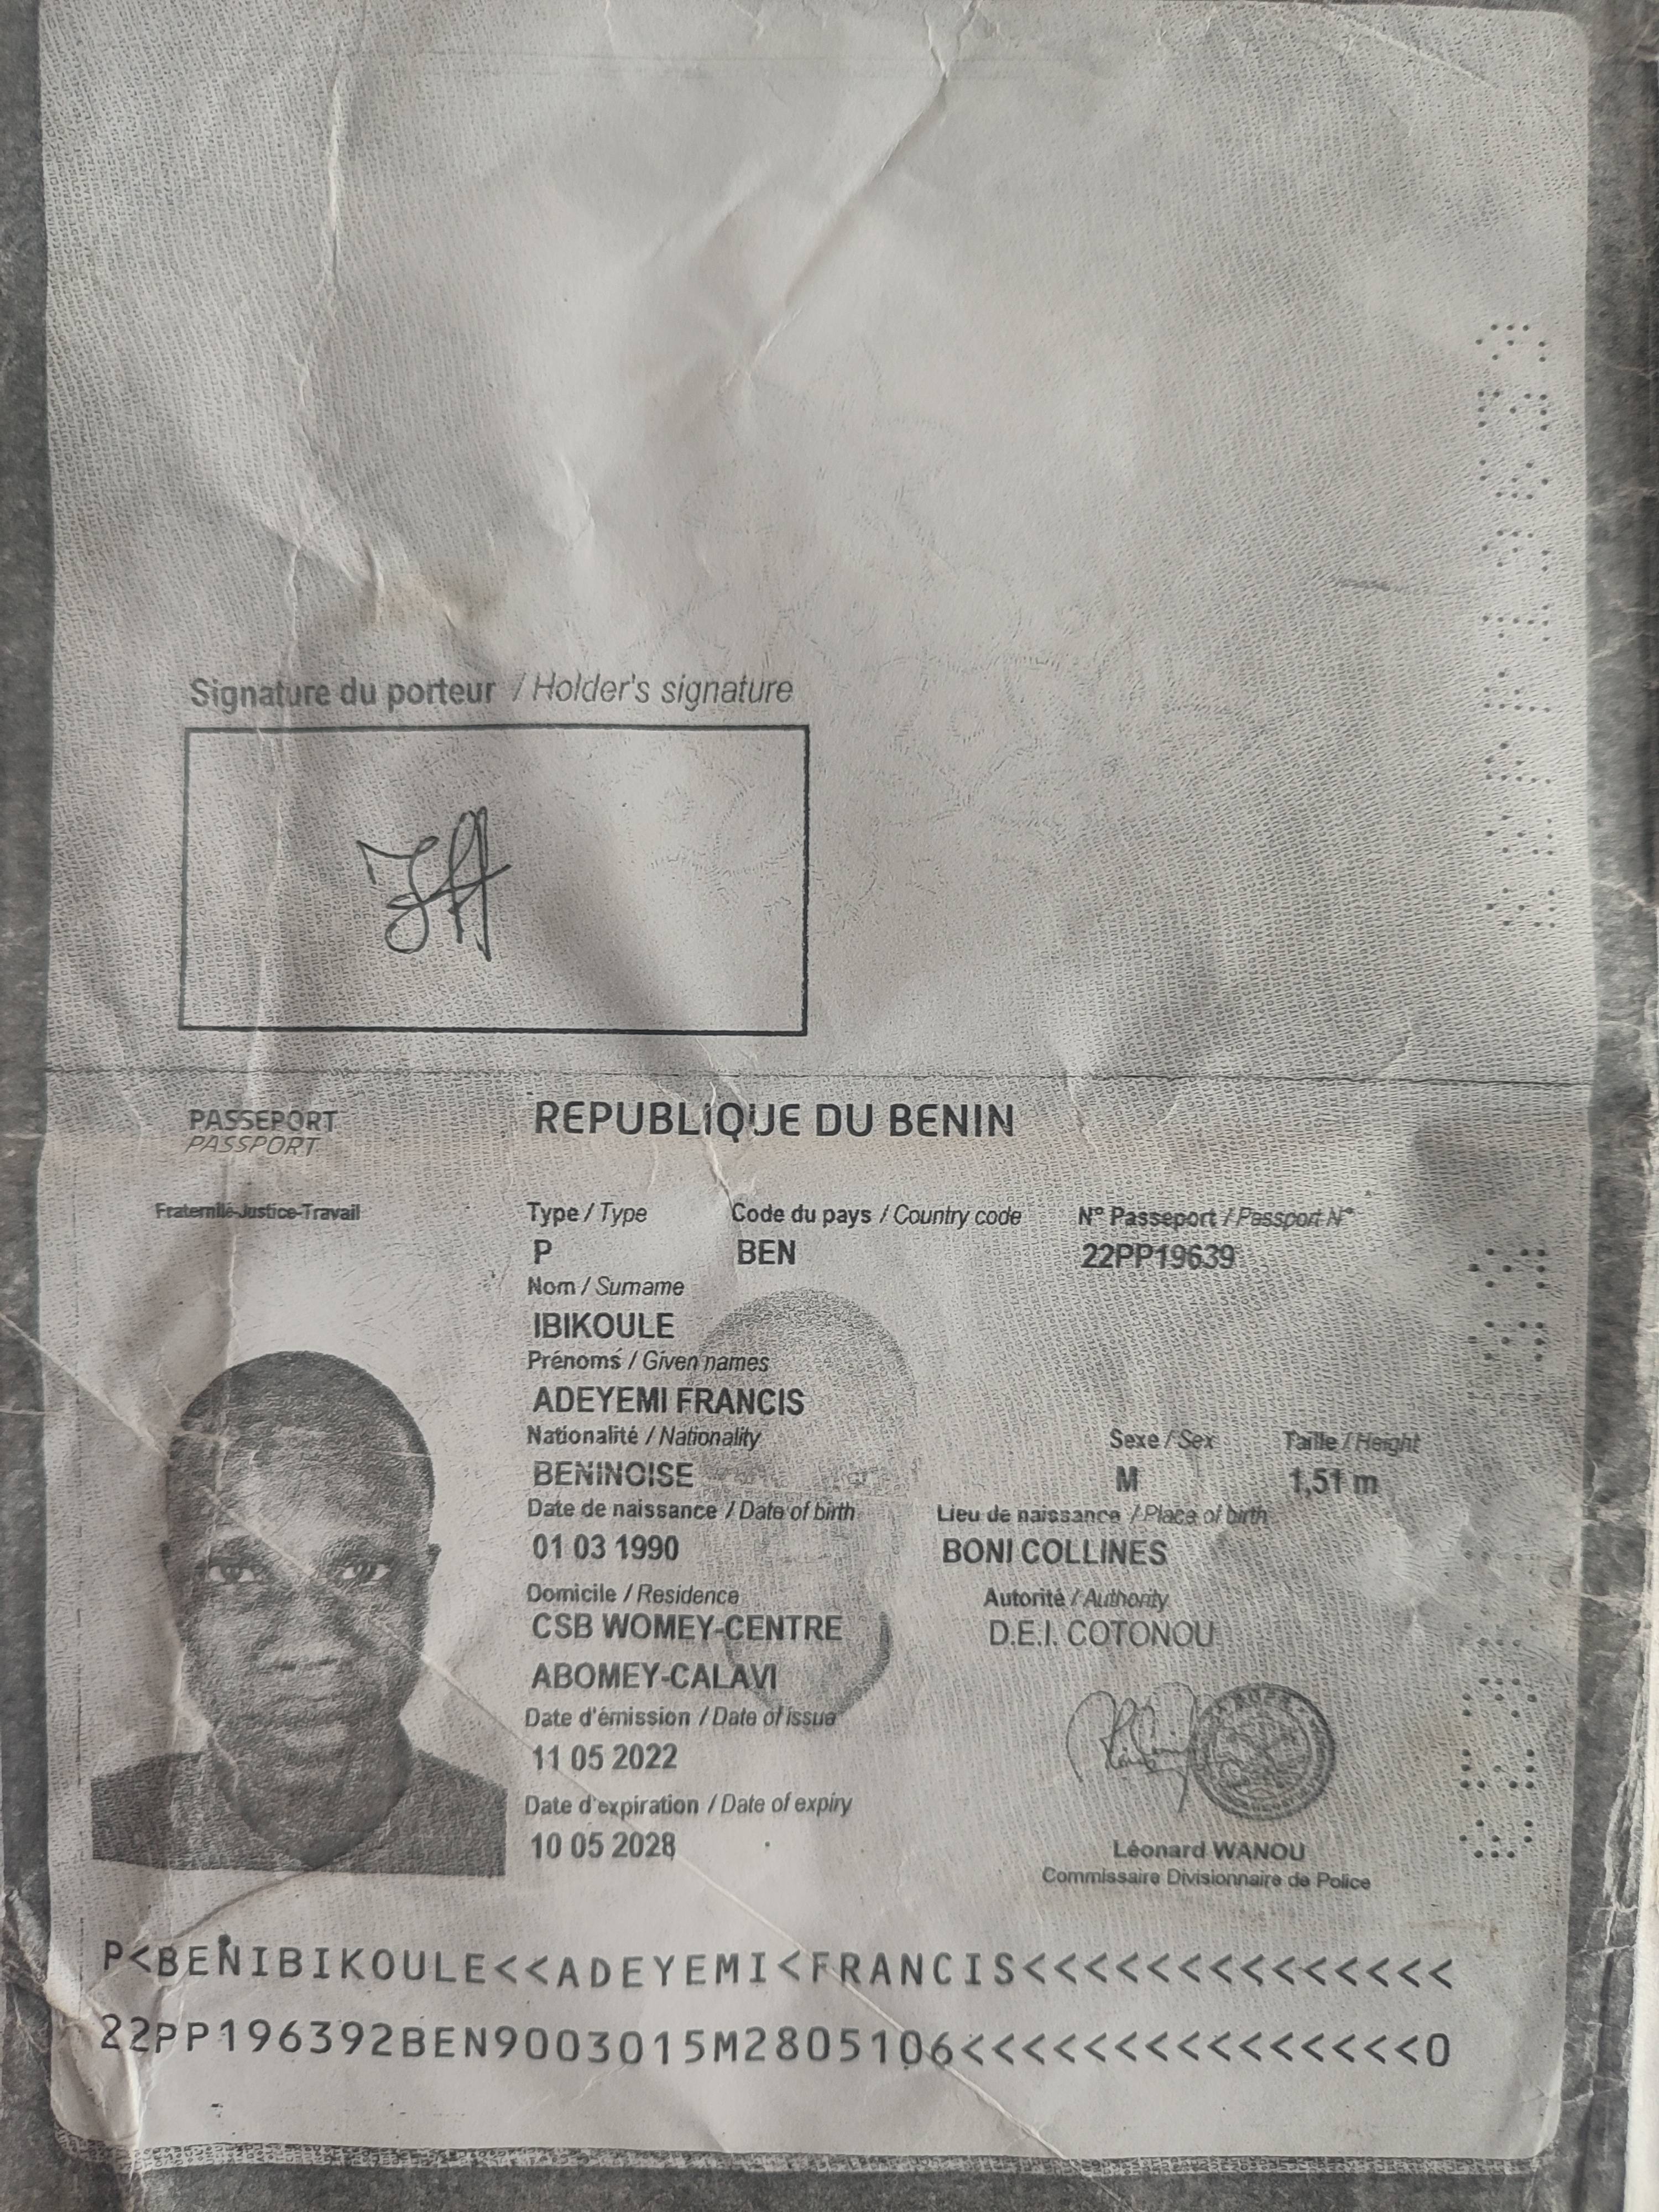 Signature du porteur / Holder's signature
PASSEPORT
PASSPORT
REPUBLIQUE DU BENIN
Fraternité-Justice-Travail
Type / Type
Code du pays / Country code
N° Passeport / Passport N°
P
BEN
22PP19639
Nom / Surname
IBIKOULE
Prénoms / Given names
ADEYEMI FRANCIS
Nationalité / Nationality
Sexe / Sex
Taille / Height
BENINOISE
M
1,51 m
Date de naissance / Date of birth
Lieu de naissance / Place of birth
01 03 1990
BONI COLLINES
Domicile / Residence
Autorité / Authority
CSB WOMEY-CENTRE
D.E.I. COTONOU
ABOMEY-CALAVI
Date d'émission / Date of issue
11 05 2022
Date d'expiration / Date of expiry
10 05 2028
Léonard WANOU
Commissaire Divisionnaire de Police
P<BENIBIKOULE<<ADEYEMI<FRANCIS<<<<<<<<<<<<<<
22PP196392BEN9003015M2805106<<<<<<<<<<<<<<<0